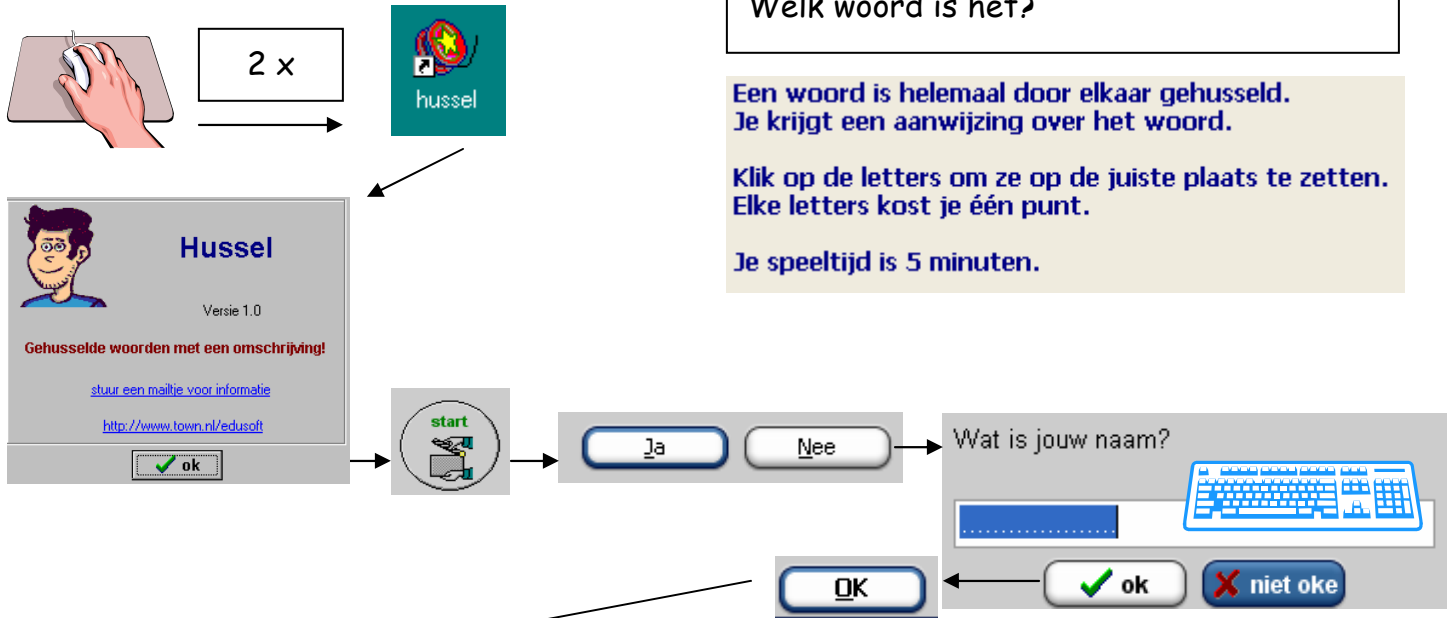 Welk woord is het?
2 x
hussel
Een woord is helemaal door elkaar gehusseld.
Je krijgt een aanwijzing over het woord.
Klik op de letters om ze op de juiste plaats te zetten.
Elke letters kost je één punt.
Je speeltijd is 5 minuten.
Hussel
Versie 1.0
Gehusselde woorden met een omschrijving!
stuur een mailtje voor informatie
http://www.town.nl/edusoft
ok
start
Ja
Nee
Wat is jouw naam?
....................
ok
niet oke
OK